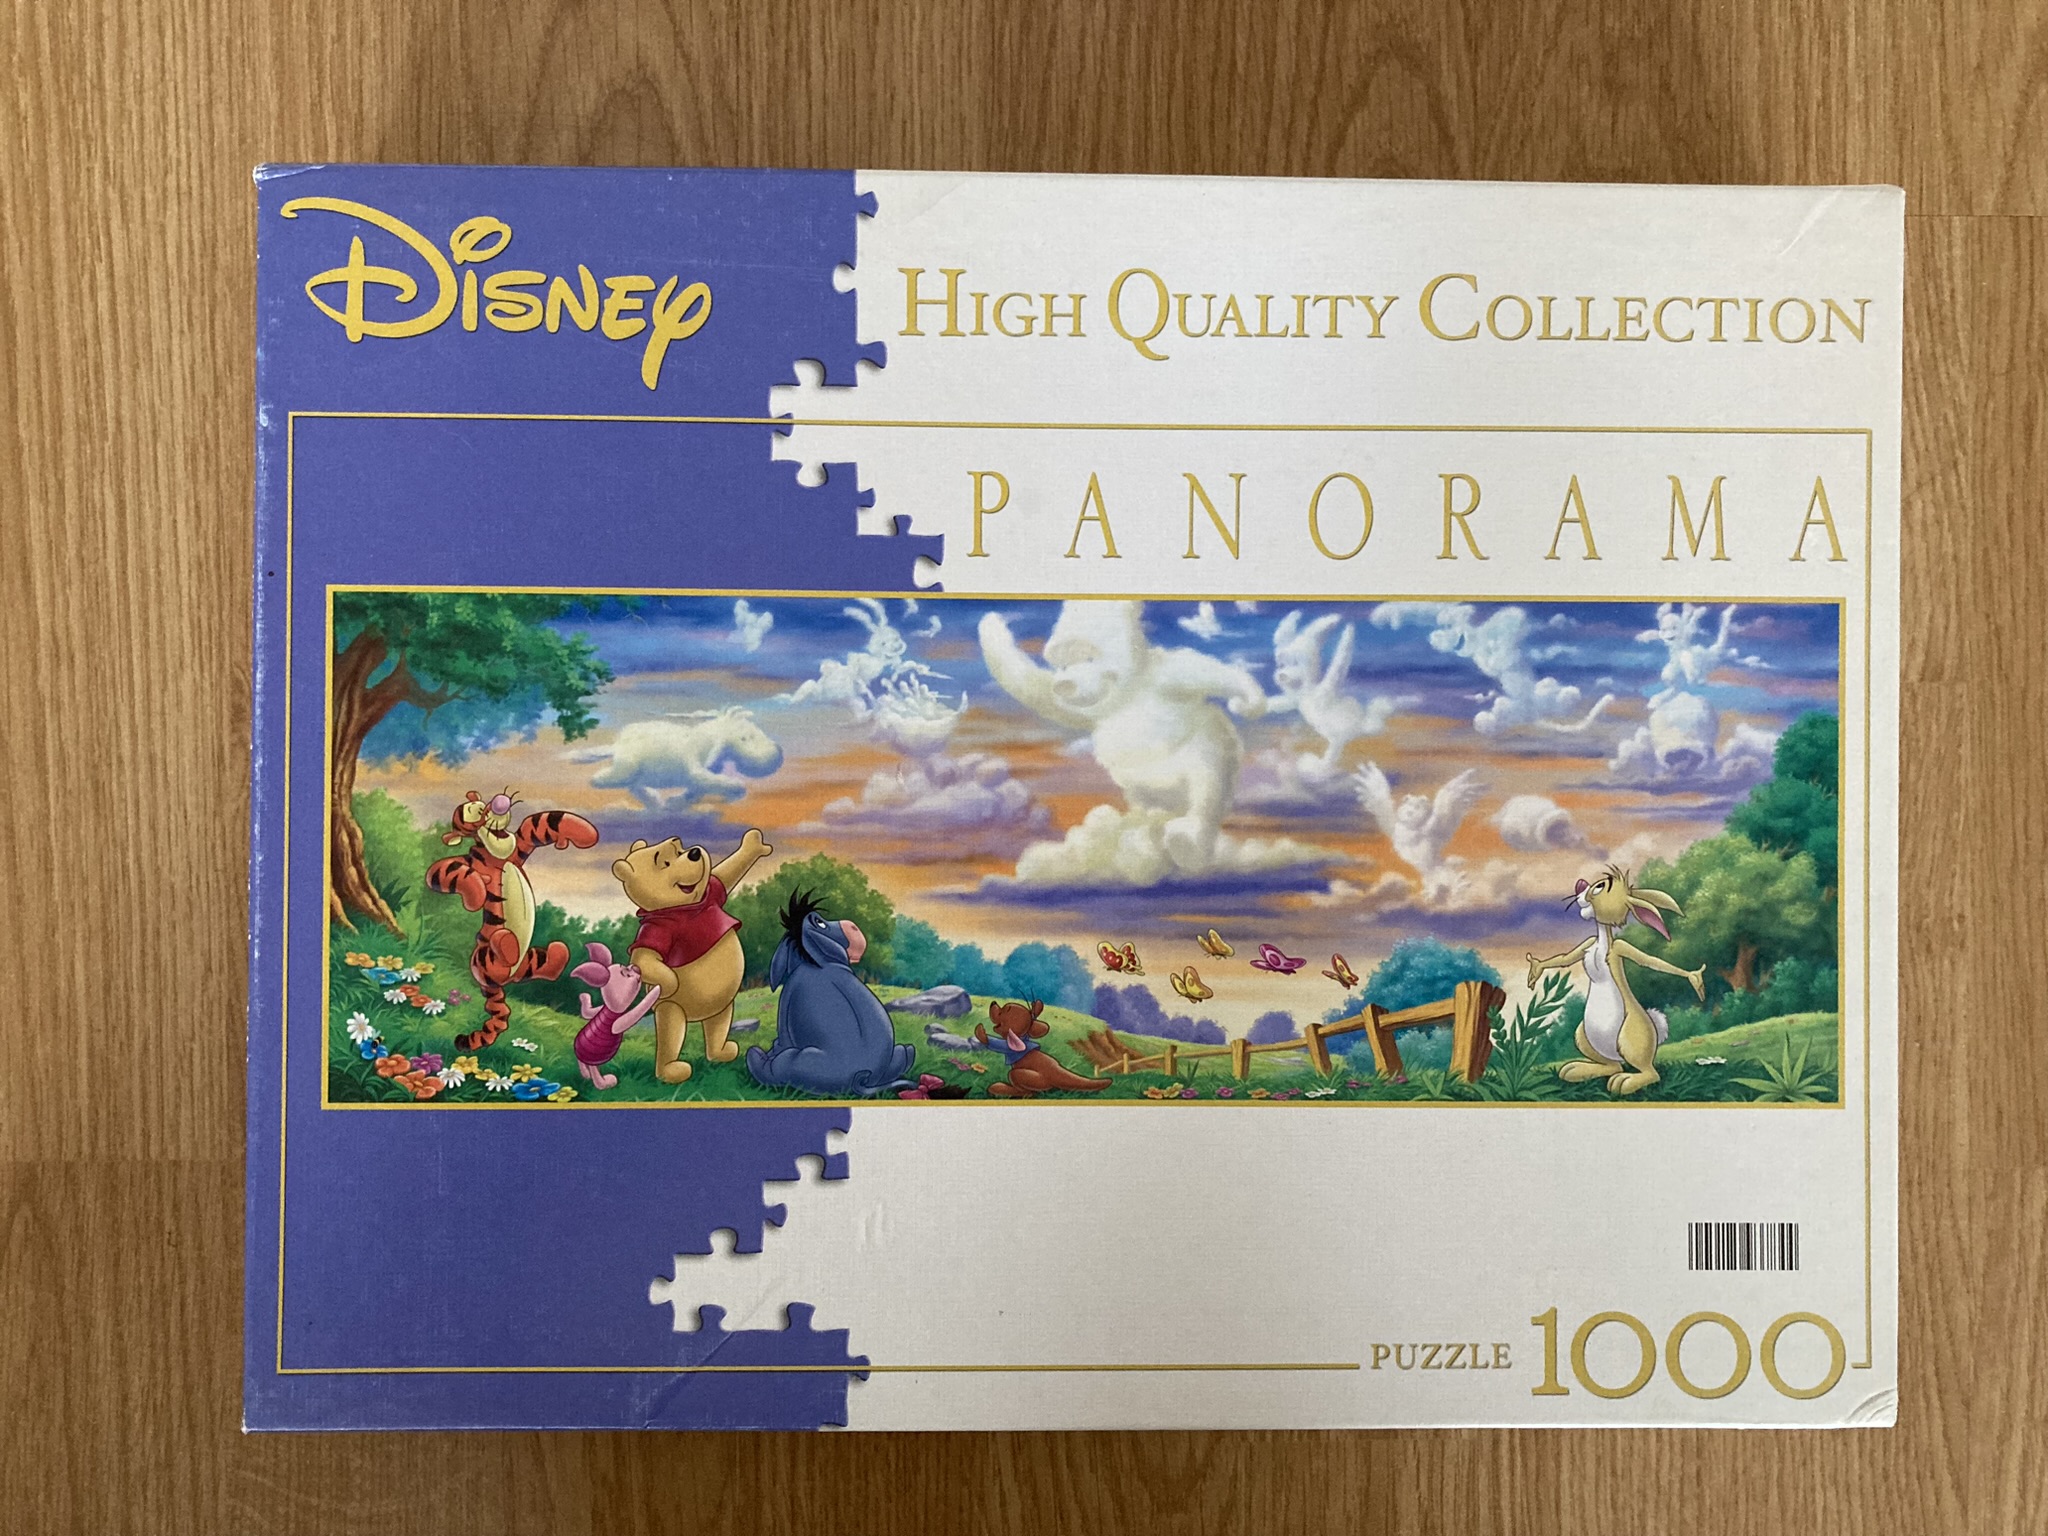 Disney
HIGH QUALITY COLLECTION
PANORAMA
PUZZLE 1000